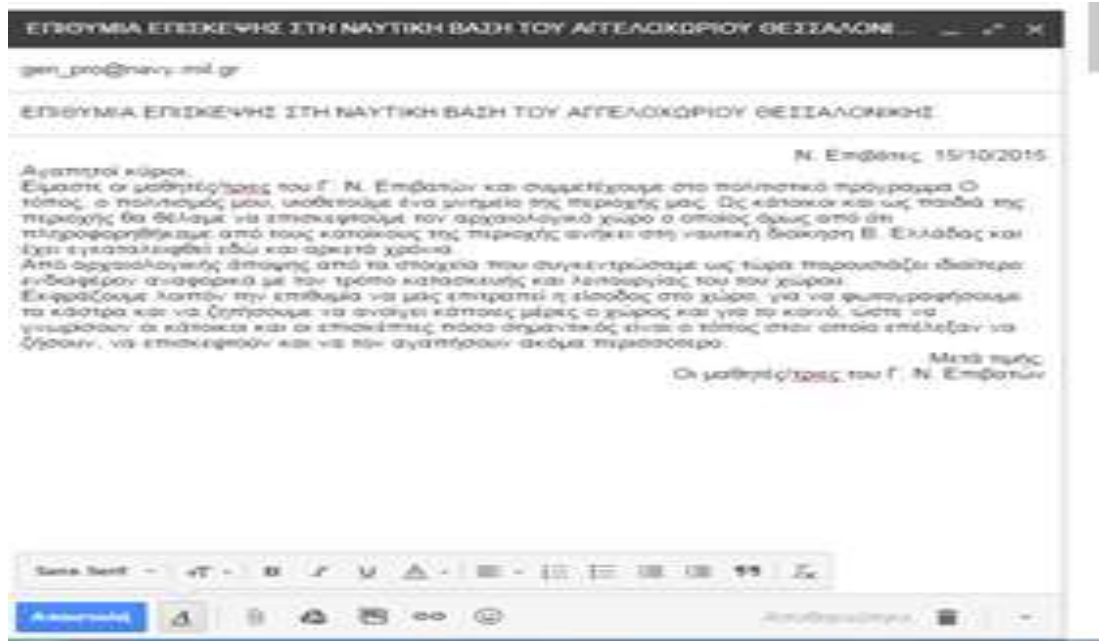 ΕΠΙΘΥΜΙΑ ΕΠΙΣΚΕΨΗΣ ΣΤΗ ΝΑΥΤΙΚΗ ΒΑΣΗ ΤΟΥ ΑΓΓΕΛΟΧΩΡΙΟΥ ΘΕΣΣΑΛΟΝΙ...
gen_pro@navy.mil.gr
ΕΠΙΘΥΜΙΑ ΕΠΙΣΚΕΨΗΣ ΣΤΗ ΝΑΥΤΙΚΗ ΒΑΣΗ ΤΟΥ ΑΓΓΕΛΟΧΩΡΙΟΥ ΘΕΣΣΑΛΟΝΙΚΗΣ
Ν. Επιβάτες, 15/10/2015
Αγαπητοί κύριοι,
Είμαστε οι μαθητές/τριες του Γ. Ν. Επιβατών και συμμετέχουμε στο πολιτιστικό πρόγραμμα Ο
τόπος, ο πολιτισμός μου, υιοθετούμε ένα μνημείο της περιοχής μας. Ως κάτοικοι και ως παιδιά της
περιοχής θα θέλαμε να επισκεφτούμε τον αρχαιολογικό χώρο ο οποίος όμως από ότι
πληροφορηθήκαμε από τους κατοίκους της περιοχής ανήκει στη ναυτική διοίκηση Β. Ελλάδας και
έχει εγκαταλειφθεί εδώ και αρκετά χρόνια.
Από αρχαιολογικής άποψης από τα στοιχεία που συγκεντρώσαμε ως τώρα παρουσιάζει ιδιαίτερο
ενδιαφέρον αναφορικά με τον τρόπο κατασκευής και λειτουργίας του του χώρου.
Εκφράζουμε λοιπόν την επιθυμία να μας επιτραπεί η είσοδος στο χώρο, για να φωτογραφήσουμε
τα κάστρα και να ζητήσουμε να ανοίγει κάποιες μέρες ο χώρος και για το κοινό, ώστε να
γνωρίσουν οι κάτοικοι και οι επισκέπτες πόσο σημαντικός είναι ο τόπος στον οποίο επέλεξαν να
ζήσουν, να επισκεφτούν και να τον αγαπήσουν ακόμα περισσότερο.
Μετά τιμής,
Οι μαθητές/τριες του Γ. Ν. Επιβατών
Sans Serif
Αποστολή